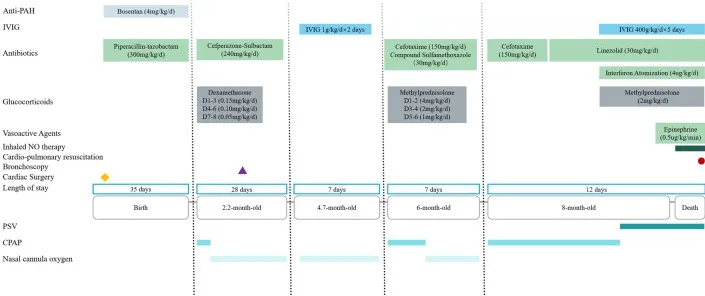 Anti-PAH
Bosentan (4mg/kg/d)
IVIG
IVIG 1g/kg/d×2 days
IVIG 400g/kg/d×5 days
Antibiotics
Piperacillin-tazobactam
(300mg/kg/d)
Cefperazone-Sulbactam
(240mg/kg/d)
Cefotaxime (150mg/kg/d)
Compound Sulfamethoxazole
(30mg/kg/d)
Cefotaxime
(150mg/kg/d)
Linezolid (30mg/kg/d)
Interferon Atomization (4ug/kg/d)
Glucocorticoids
Dexamethasone
D1-3 (0.15mg/kg/d)
D4-6 (0.10mg/kg/d)
D7-8 (0.05mg/kg/d)
Methylprednisolone
D1-2 (4mg/kg/d)
D3-4 (2mg/kg/d)
D5-6 (1mg/kg/d)
Methylprednisolone
(2mg/kg/d)
Vasoactive Agents
Epinephrine
(0.5ug/kg/min)
Inhaled NO therapy
Cardio-pulmonary resuscitation
Bronchoscopy
Cardiac Surgery
Length of stay
35 days
28 days
7 days
7 days
12 days
Birth
2.2-month-old
4.7-month-old
6-month-old
8-month-old
Death
PSV
CPAP
Nasal cannula oxygen